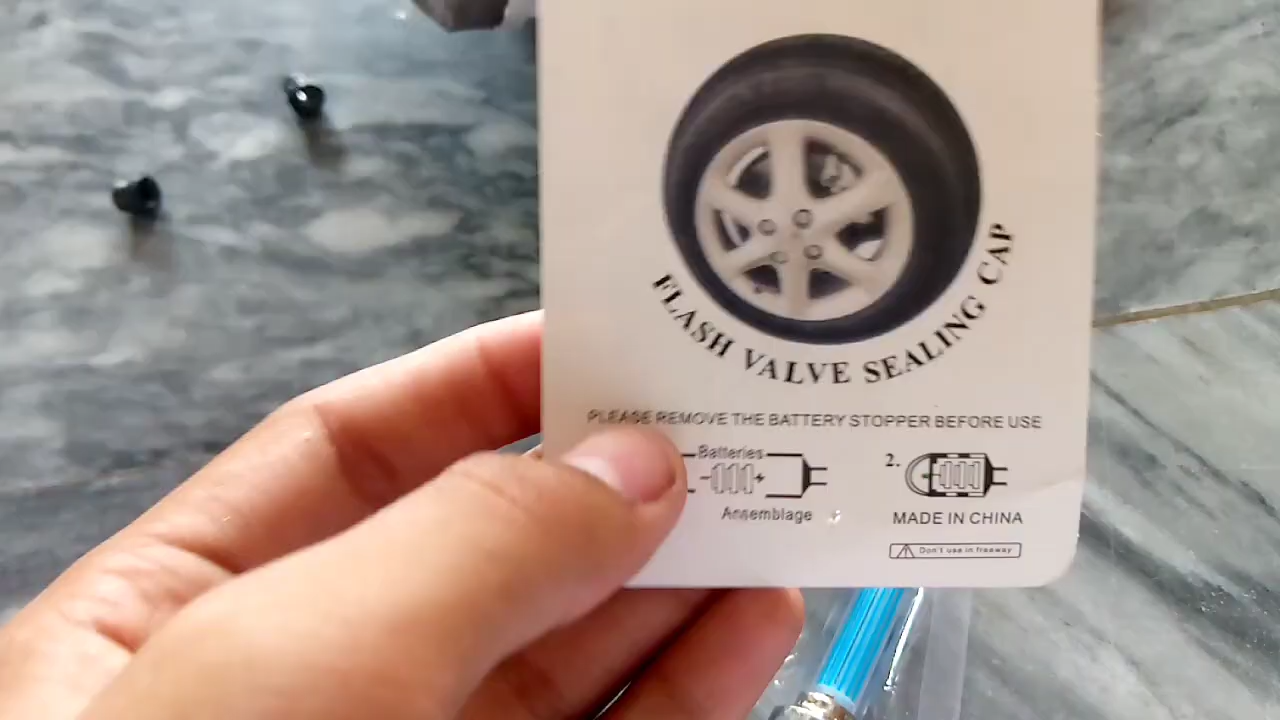 FLASH VALVE SEALING CAP
PLEASE REMOVE THE BATTERY STOPPER BEFORE USE
Batteries
2.
Assemblage
MADE IN CHINA
Don't use in freeway